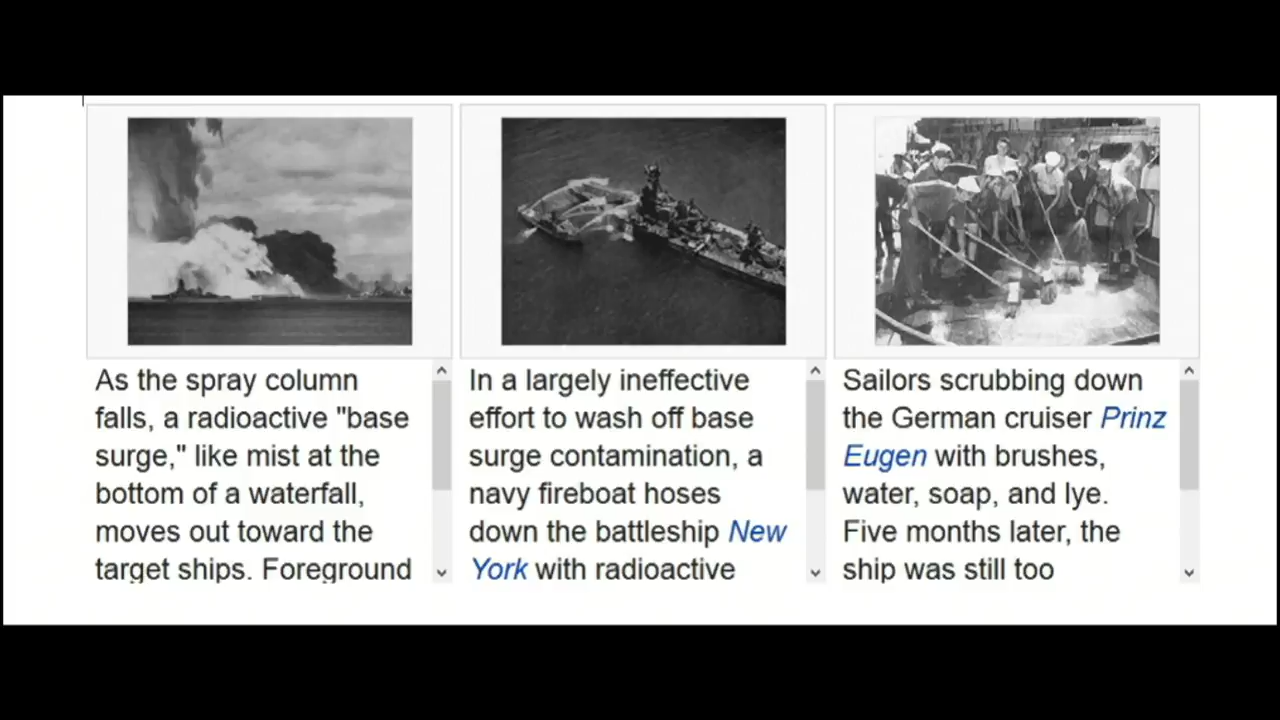 As the spray column
falls, a radioactive "base
surge," like mist at the
bottom of a waterfall,
moves out toward the
target ships. Foreground
In a largely ineffective
effort to wash off base
surge contamination, a
navy fireboat hoses
down the battleship New
York with radioactive
Sailors scrubbing down
the German cruiser Prinz
Eugen with brushes,
water, soap, and lye.
Five months later, the
ship was still too